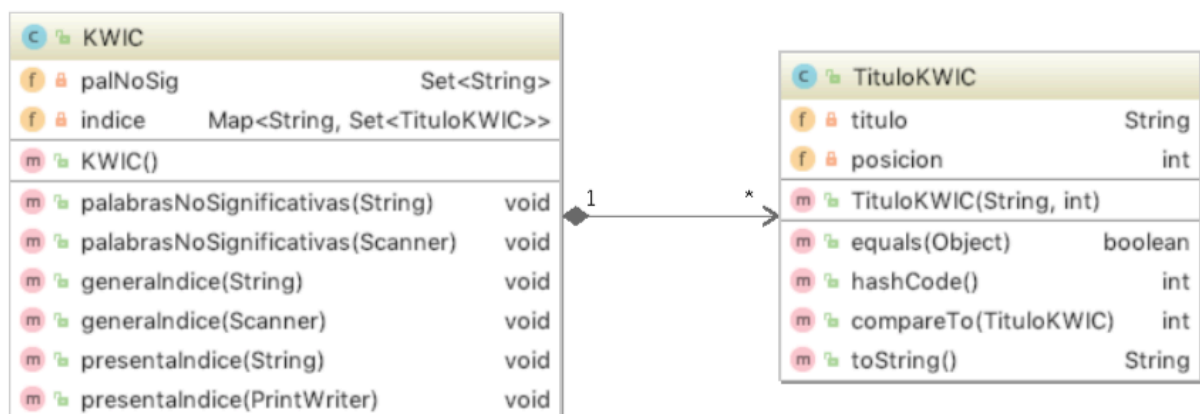 KWIC
palNoSig Set<String>
indice Map<String, Set<TituloKWIC>>
KWIC()
palabrasNoSignificativas(String) void
palabrasNoSignificativas(Scanner) void
generaIndice(String) void
generaIndice(Scanner) void
presentaIndice(String) void
presentaIndice(PrintWriter) void
1 *
TituloKWIC
titulo String
posicion int
TituloKWIC(String, int)
equals(Object) boolean
hashCode() int
compareTo(TituloKWIC) int
toString() String